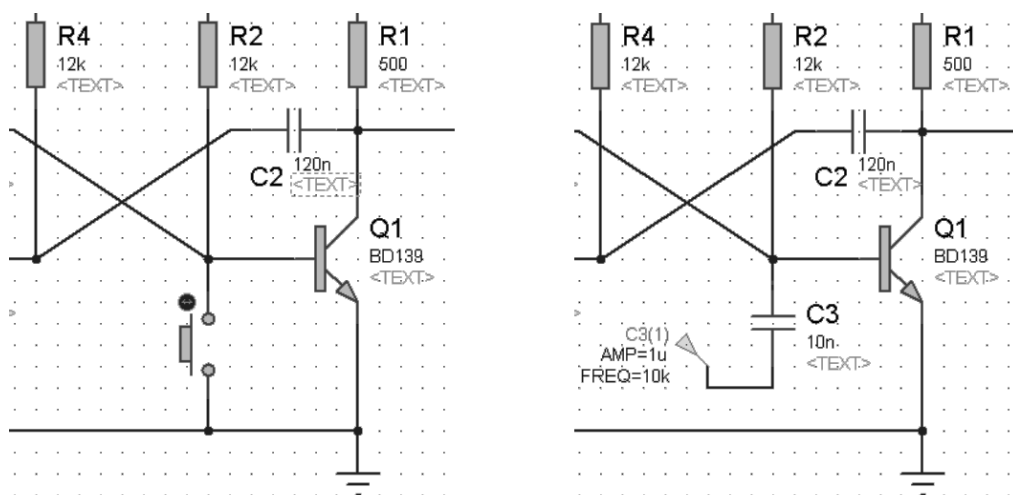 R4
12k
<TEXT>
R2
12k
<TEXT>
R1
500
<TEXT>
120n
C2
<TEXT>
Q1
BD139
<TEXT>
R4
12k
<TEXT>
R2
12k
<TEXT>
R1
500
<TEXT>
120n
C2
<TEXT>
Q1
BD139
<TEXT>
C3
10n
<TEXT>
C3(1)
AMP=1u
FREQ=10k